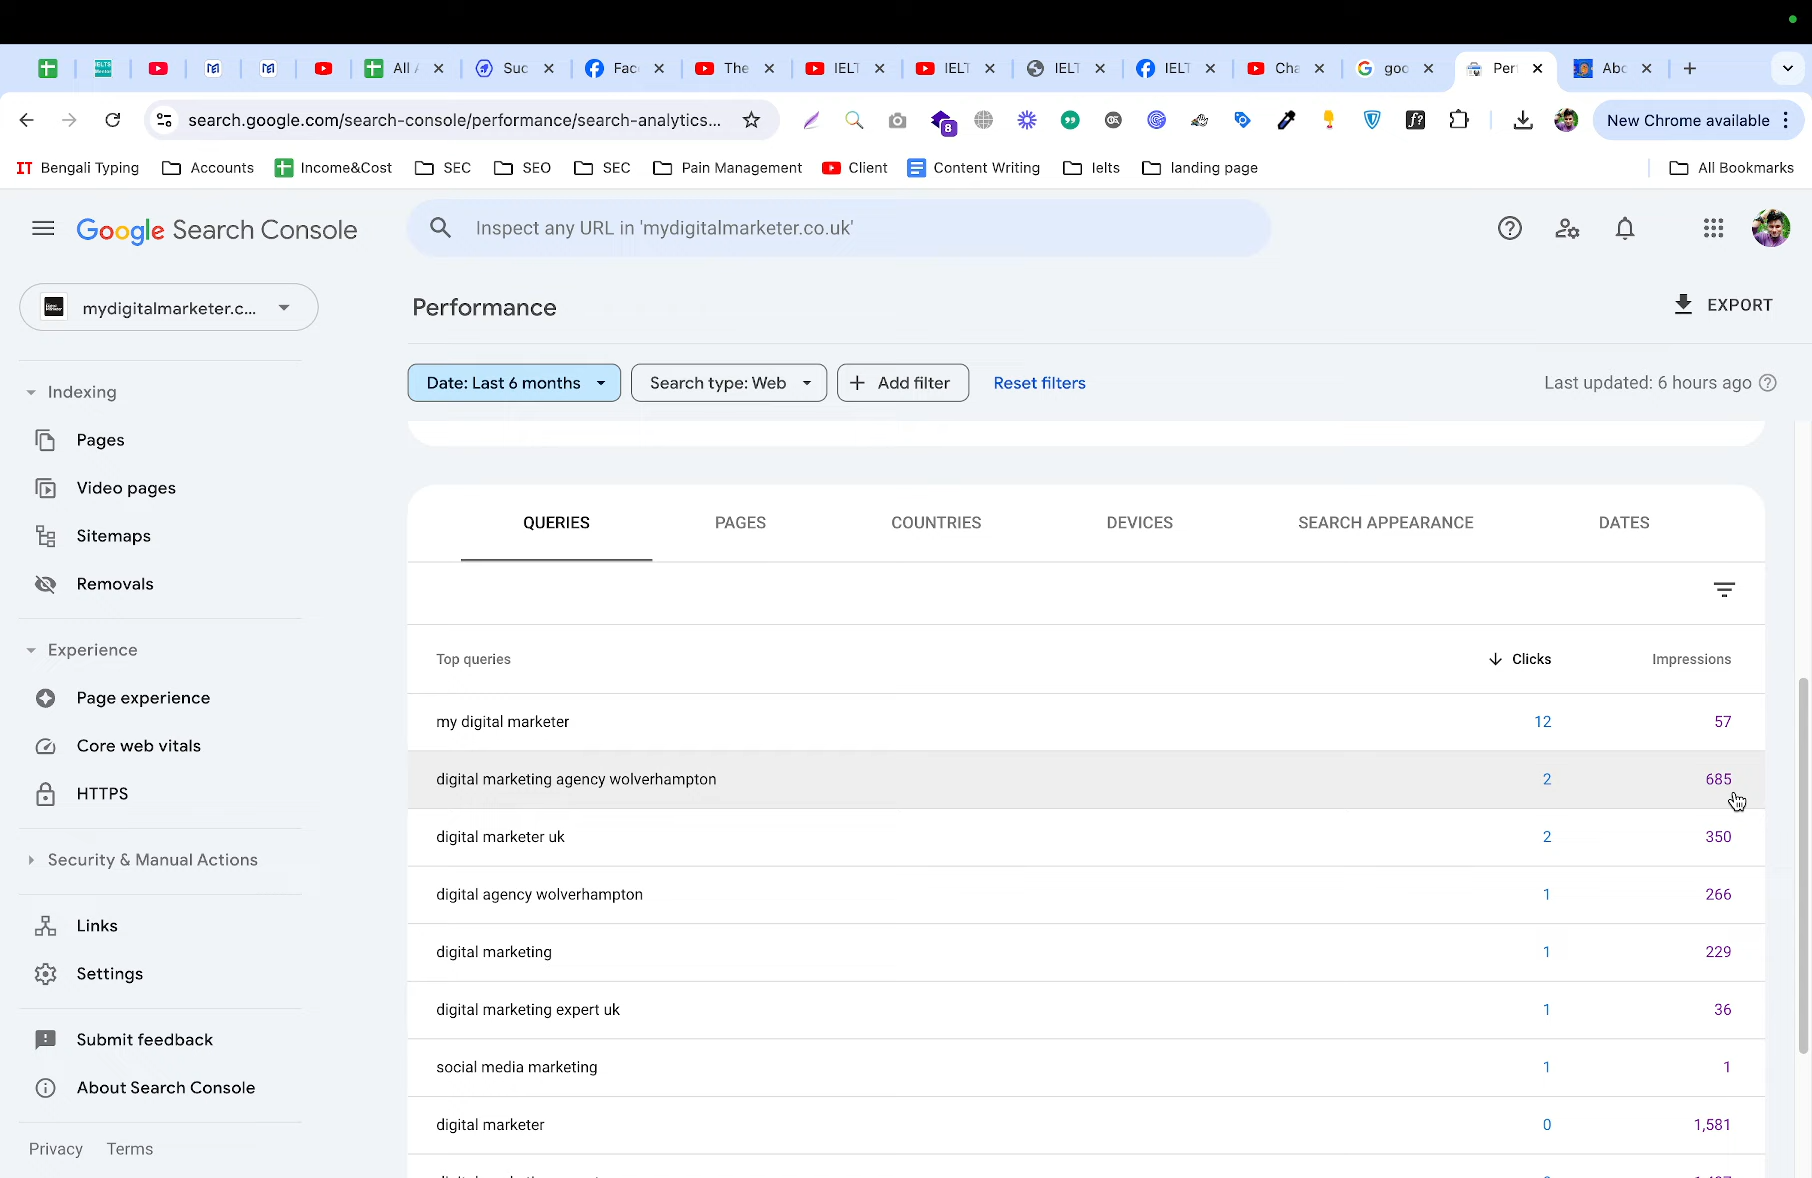 All
Suc
Fac
The
IELT
IELT
IELT
IELT
Cha
goo
Per
Abo
search.google.com/search-console/performance/search-analytics...
8
New Chrome available
Bengali Typing
Accounts
Income&Cost
SEC
SEO
SEC
Pain Management
Client
Content Writing
Ielts
landing page
All Bookmarks
Google Search Console
Inspect any URL in 'mydigitalmarketer.co.uk'
mydigitalmarketer.c...
Performance
EXPORT
Date: Last 6 months
Search type: Web
Add filter
Reset filters
Last updated: 6 hours ago
Indexing
Pages
Video pages
Sitemaps
Removals
Experience
Page experience
Core web vitals
HTTPS
Security & Manual Actions
Links
Settings
Submit feedback
About Search Console
Privacy
Terms
QUERIES
PAGES
COUNTRIES
DEVICES
SEARCH APPEARANCE
DATES
Top queries
Clicks
Impressions
my digital marketer 12 57
digital marketing agency wolverhampton 2 685
digital marketer uk 2 350
digital agency wolverhampton 1 266
digital marketing 1 229
digital marketing expert uk 1 36
social media marketing 1 1
digital marketer 0 1,581